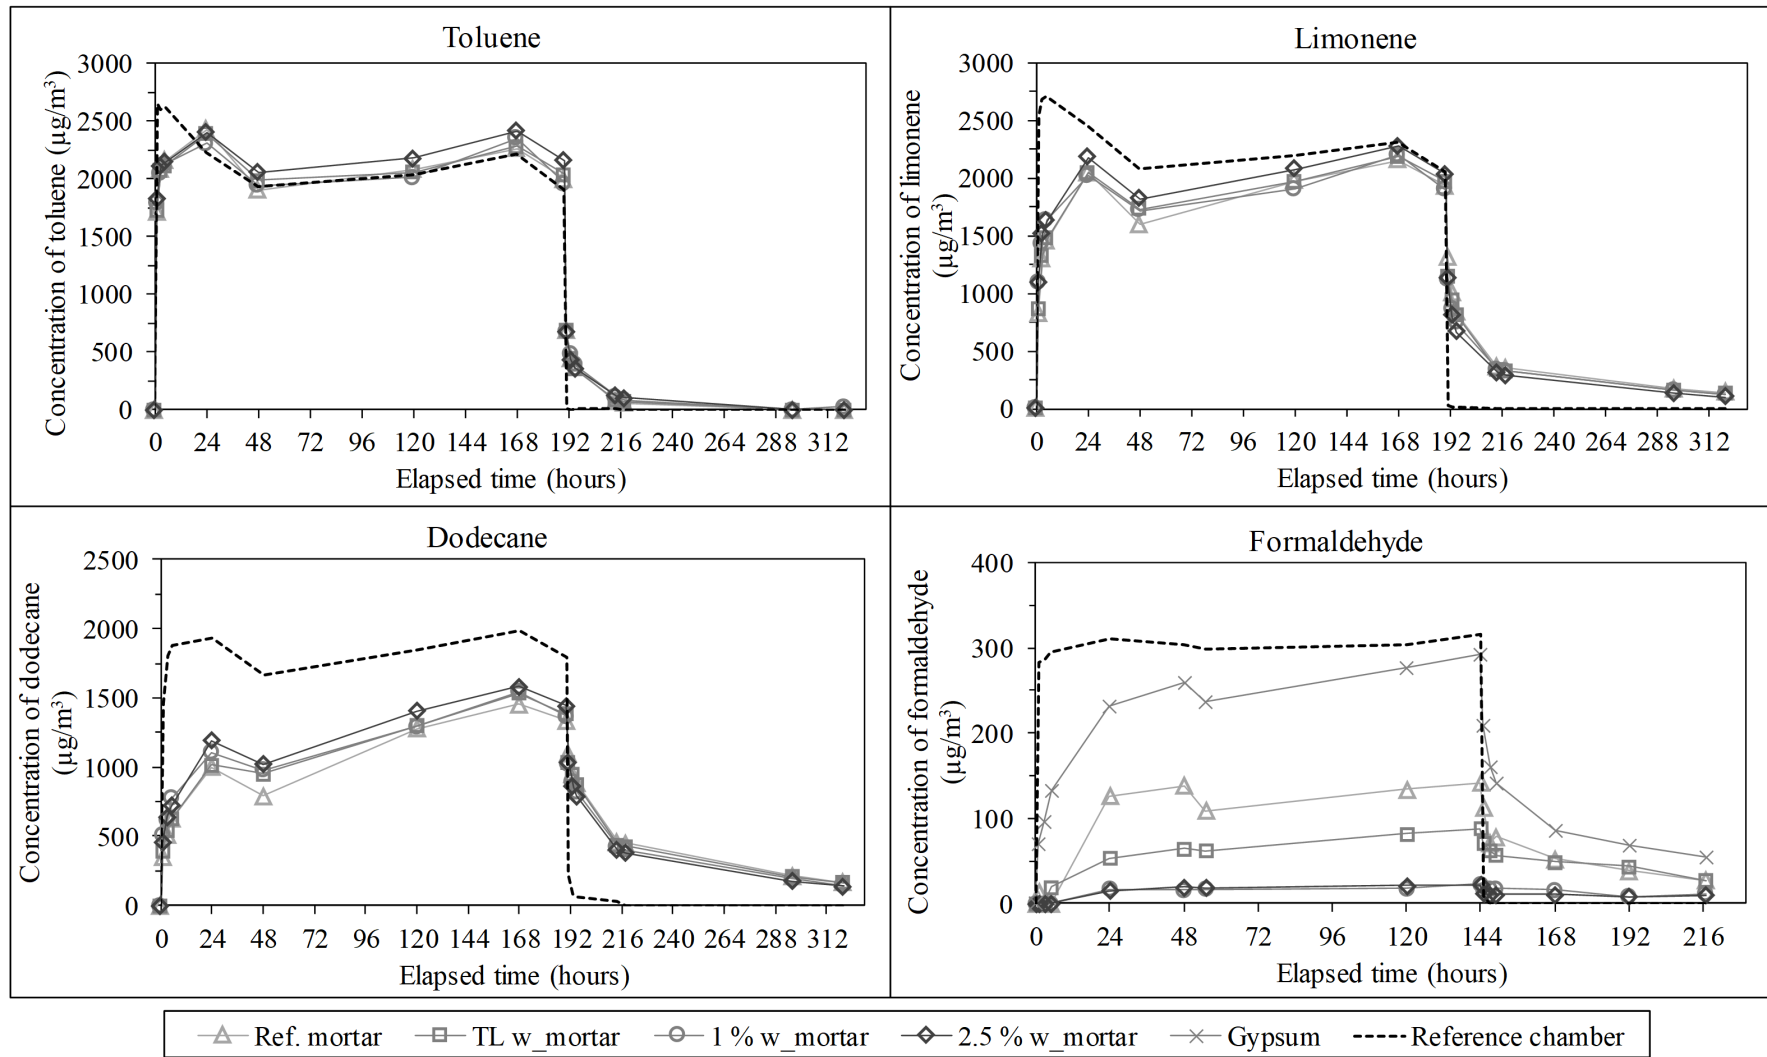 Toluene
Concentration of toluene (µg/m³)
3000
2500
2000
1500
1000
500
0
0 24 48 72 96 120 144 168 192 216 240 264 288 312
Elapsed time (hours)
Limonene
Concentration of limonene
(µg/m³)
3000
2500
2000
1500
1000
500
0
0 24 48 72 96 120 144 168 192 216 240 264 288 312
Elapsed time (hours)
Dodecane
Concentration of dodecane
(µg/m³)
2500
2000
1500
1000
500
0
0 24 48 72 96 120 144 168 192 216 240 264 288 312
Elapsed time (hours)
Formaldehyde
Concentration of formaldehyde
(µg/m³)
400
300
200
100
0
0 24 48 72 96 120 144 168 192 216
Elapsed time (hours)
Ref. mortar TL w_mortar 1 % w_mortar 2.5 % w_mortar Gypsum Reference chamber